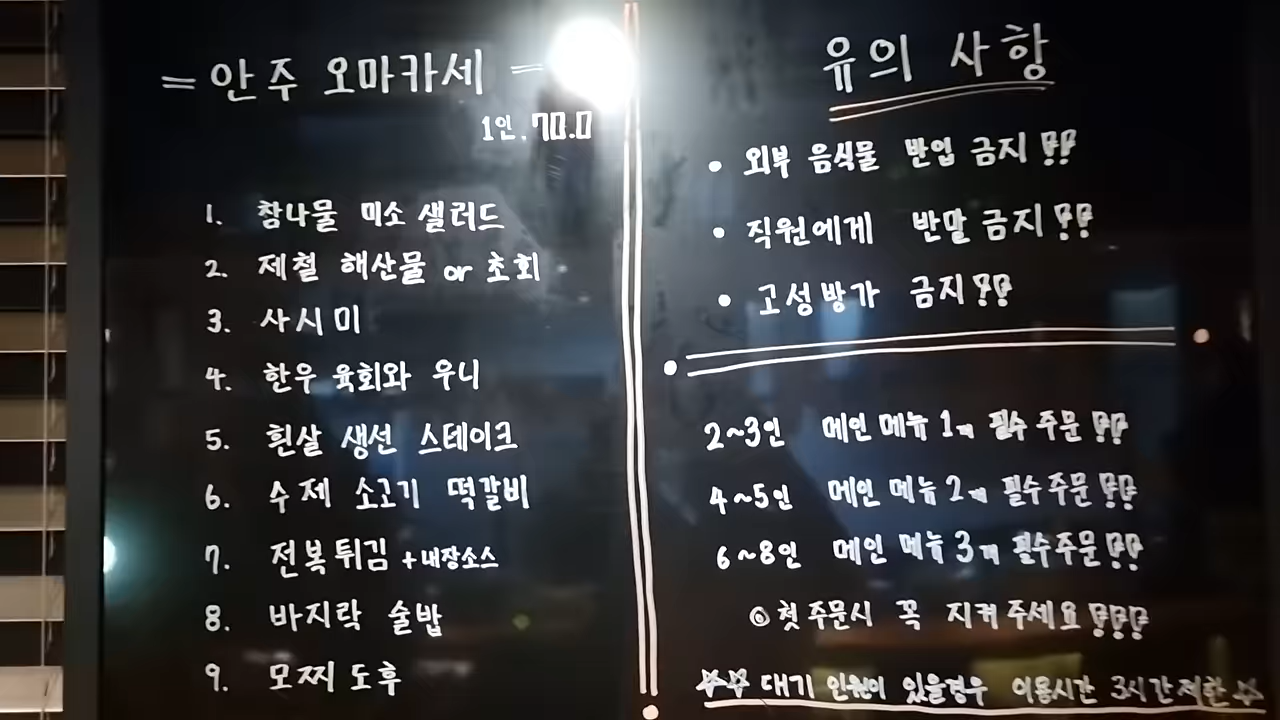 = 안주 오마카세 =
1인. 70.0
1. 참나물 미소 샐러드
2. 제철 해산물 or 초회
3. 사시미
4. 한우 육회와 우니
5. 흰살 생선 스테이크
6. 수제 소고기 떡갈비
7. 전복튀김 +내장소스
8. 바지락 술밥
9. 모찌도후
유의 사항
• 외부 음식물 반입 금지!!
• 직원에게 반말 금지!!
• 고성방가 금지!!
2~3인 메인 메뉴 1개 필수 주문!!
4~5인 메인 메뉴 2개 필수 주문!!
6~8인 메인 메뉴 3개 필수 주문!!
◎ 첫 주문시 꼭 지켜주세요!!!
☆☆ 대기 인원이 있을경우 이용시간 3시간제한 ☆